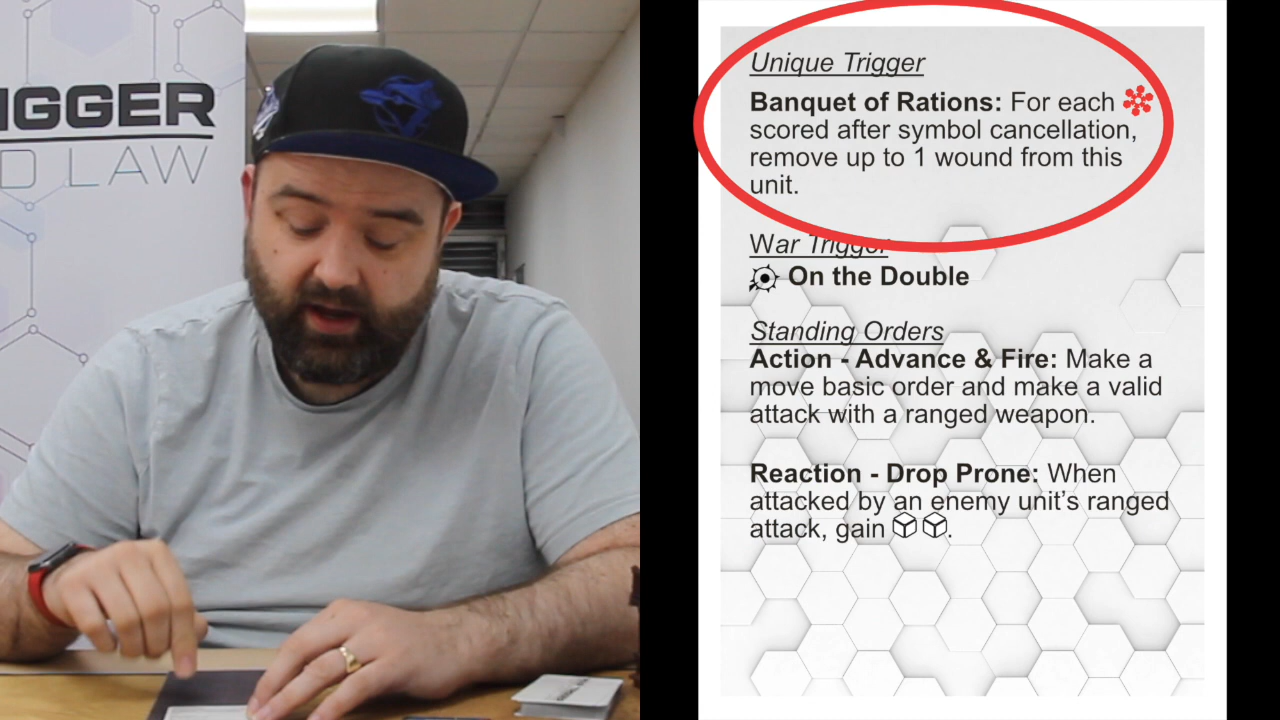 IGGER
D LAW
Unique Trigger
Banquet of Rations: For each
scored after symbol cancellation,
remove up to 1 wound from this
unit.
War Trigger
On the Double
Standing Orders
Action - Advance & Fire: Make a
move basic order and make a valid
attack with a ranged weapon.
Reaction - Drop Prone: When
attacked by an enemy unit's ranged
attack, gain .